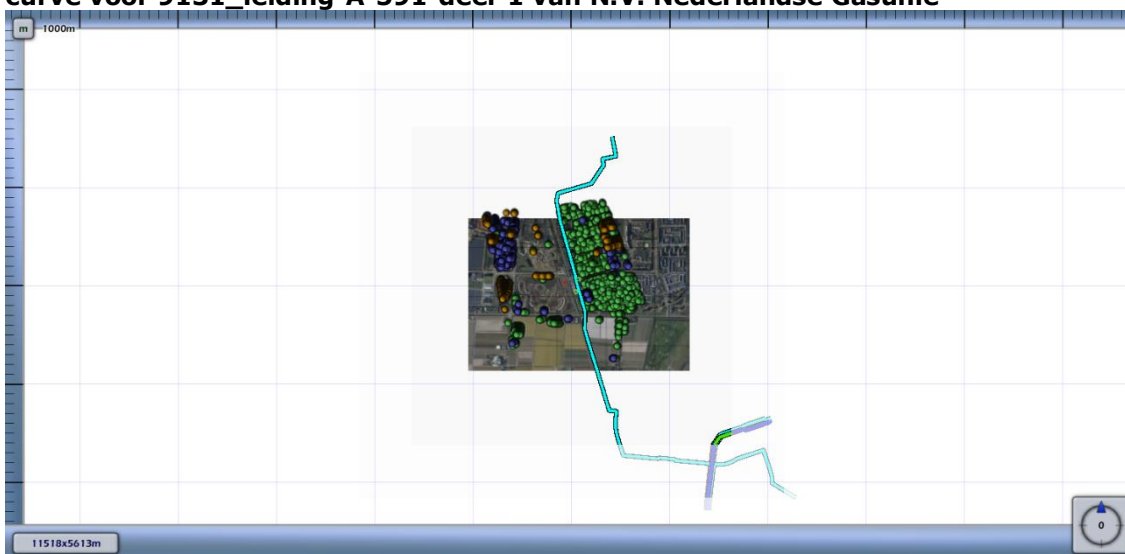 curve voor 9131_leiding-A-591-deel-1 van N.V. Nederlandse Gasunie
m
1000m
0
11518x5613m